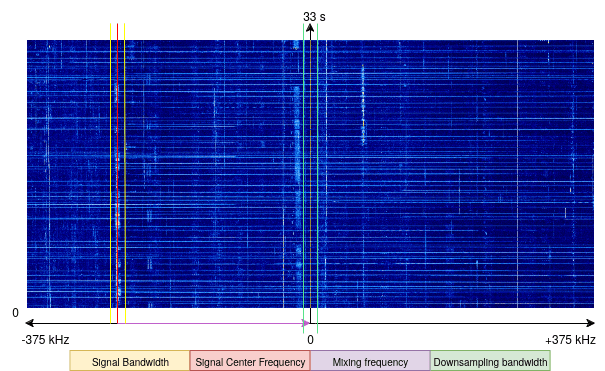 33 s
0
-375 kHz
0
+375 kHz
Signal Bandwidth
Signal Center Frequency
Mixing frequency
Downsampling bandwidth